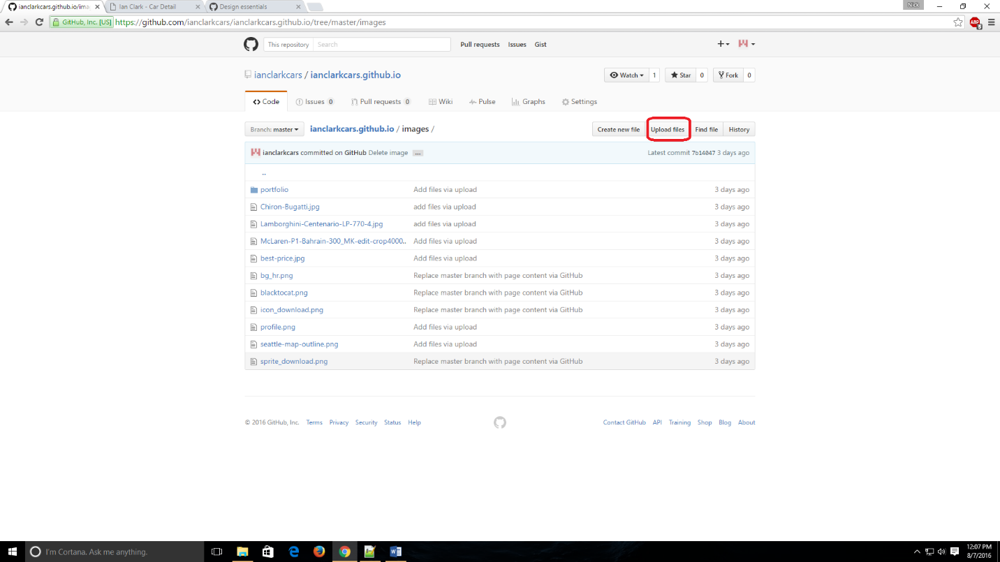 ianclarkcars.github.io/ima
Ian Clark - Car Detail
Design essentials
Nick
GitHub, Inc. [US] https://github.com/ianclarkcars/ianclarkcars.github.io/tree/master/images
ABP
This repository Search Pull requests Issues Gist
ianclarkcars / ianclarkcars.github.io Watch 1 Star 0 Fork 0
Code Issues 0 Pull requests 0 Wiki Pulse Graphs Settings
Branch: master ianclarkcars.github.io / images / Create new file Upload files Find file History
ianclarkcars committed on GitHub Delete image ... Latest commit 7b14047 3 days ago
..
portfolio Add files via upload 3 days ago
Chiron-Bugatti.jpg add files via upload 3 days ago
Lamborghini-Centenario-LP-770-4.jpg add files via upload 3 days ago
McLaren-P1-Bahrain-300_MK-edit-crop4000.. Add files via upload 3 days ago
best-price.jpg Add files via upload 3 days ago
bg_hr.png Replace master branch with page content via GitHub 3 days ago
blacktocat.png Replace master branch with page content via GitHub 3 days ago
icon_download.png Replace master branch with page content via GitHub 3 days ago
profile.png Add files via upload 3 days ago
seattle-map-outline.png Add files via upload 3 days ago
sprite_download.png Replace master branch with page content via GitHub 3 days ago
© 2016 GitHub, Inc. Terms Privacy Security Status Help Contact GitHub API Training Shop Blog About
I'm Cortana. Ask me anything.
12:07 PM
8/7/2016